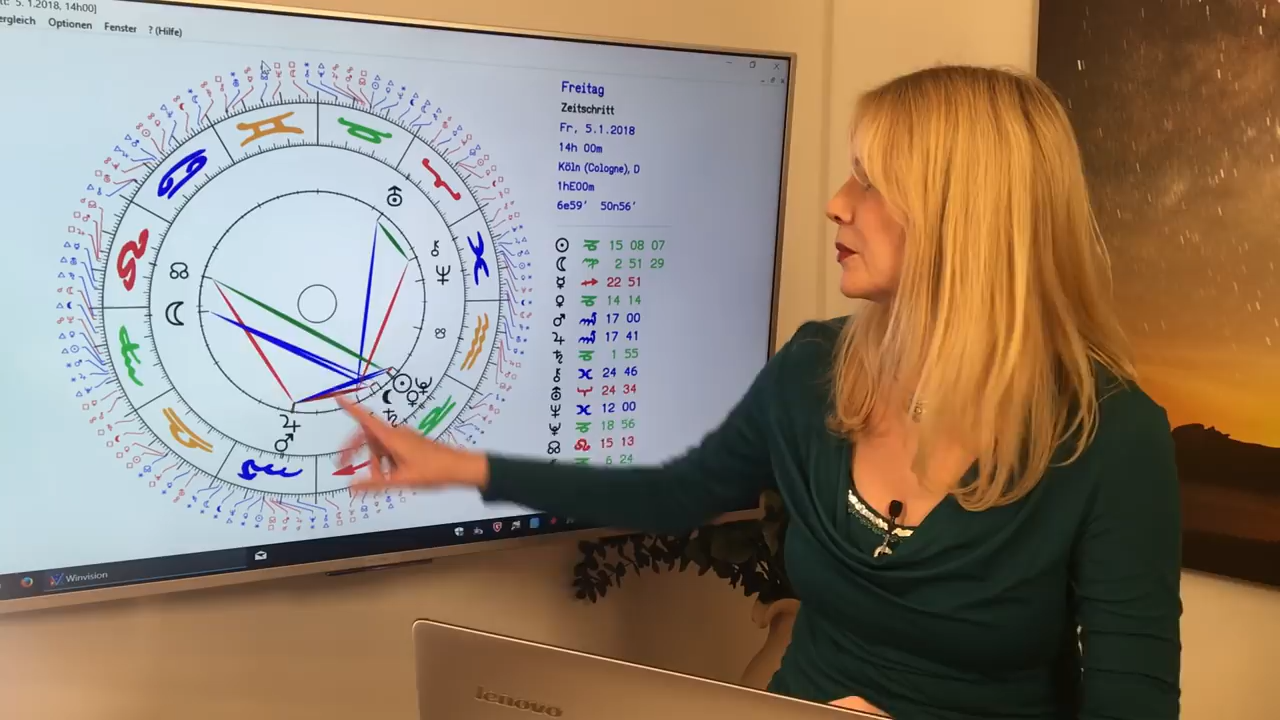 t: 5.1.2018, 14h00]
ergleich Optionen Fenster ? (Hilfe)
Freitag
Zeitschritt
Fr, 5.1.2018
14h 00m
Köln (Cologne), D
1hE00m
6e59' 50n56'
☉ ♑ 15 08 07
☾ ♍ 2 51 29
☿ ♐ 22 51
♀ ♑ 14 14
♂ ♏ 17 00
♃ ♏ 17 41
♄ ♑ 1 55
⚷ ♓ 24 46
⛢ ♈ 24 34
♆ ♓ 12 00
♇ ♑ 18 56
☊ ♌ 15 13
6 24
Winvision
lenovo